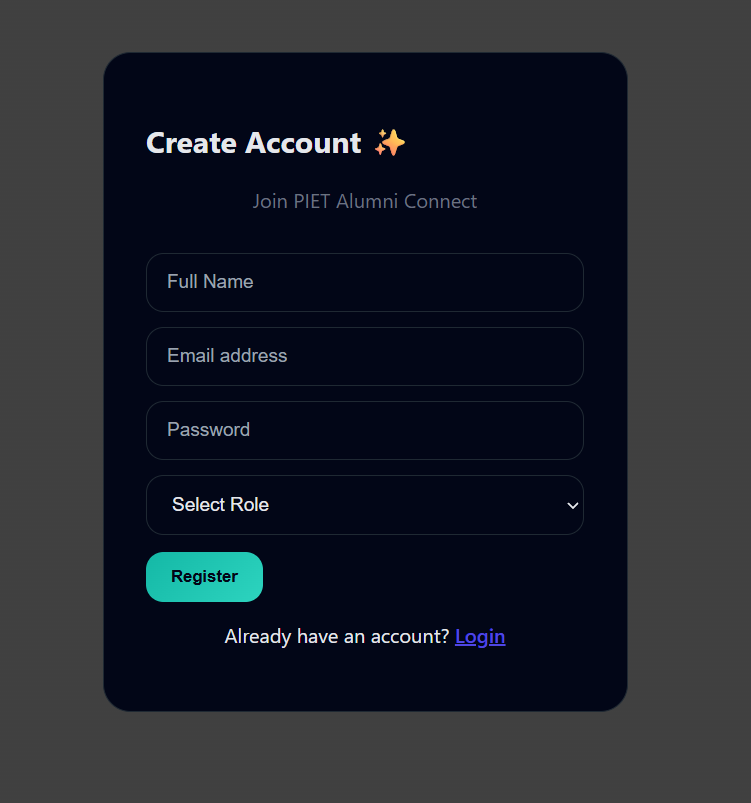 Create Account ✨
Join PIET Alumni Connect
Full Name
Email address
Password
Select Role
Register
Already have an account? Login